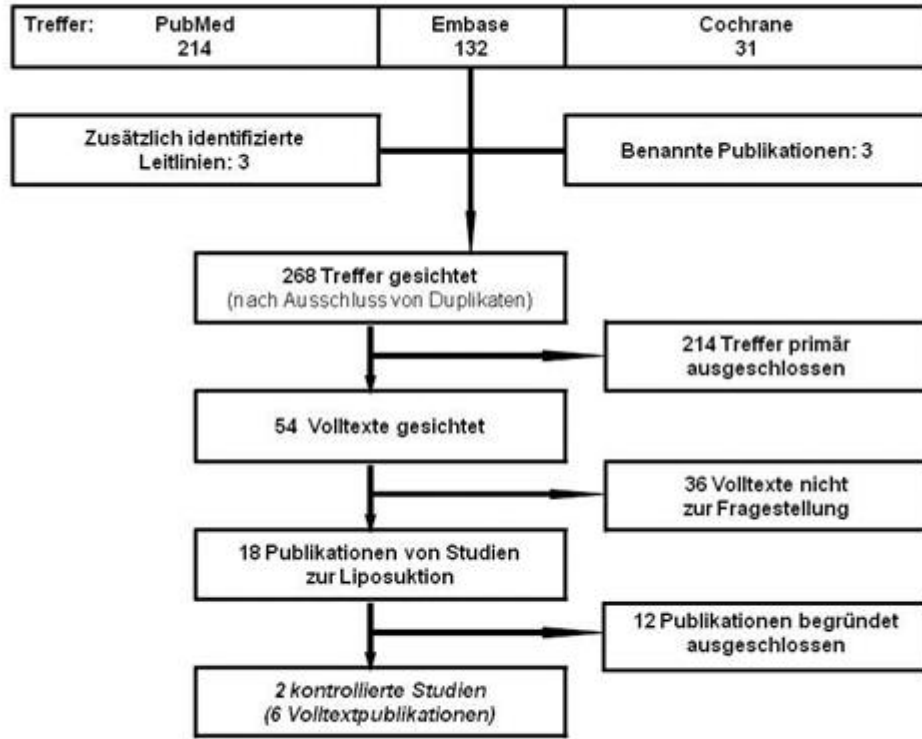 Treffer: PubMed Embase Cochrane
214 132 31
Zusätzlich identifizierte
Leitlinien: 3
Benannte Publikationen: 3
268 Treffer gesichtet
(nach Ausschluss von Duplikaten)
214 Treffer primär
ausgeschlossen
54 Volltexte gesichtet
36 Volltexte nicht
zur Fragestellung
18 Publikationen von Studien
zur Liposuktion
12 Publikationen begründet
ausgeschlossen
2 kontrollierte Studien
(6 Volltextpublikationen)